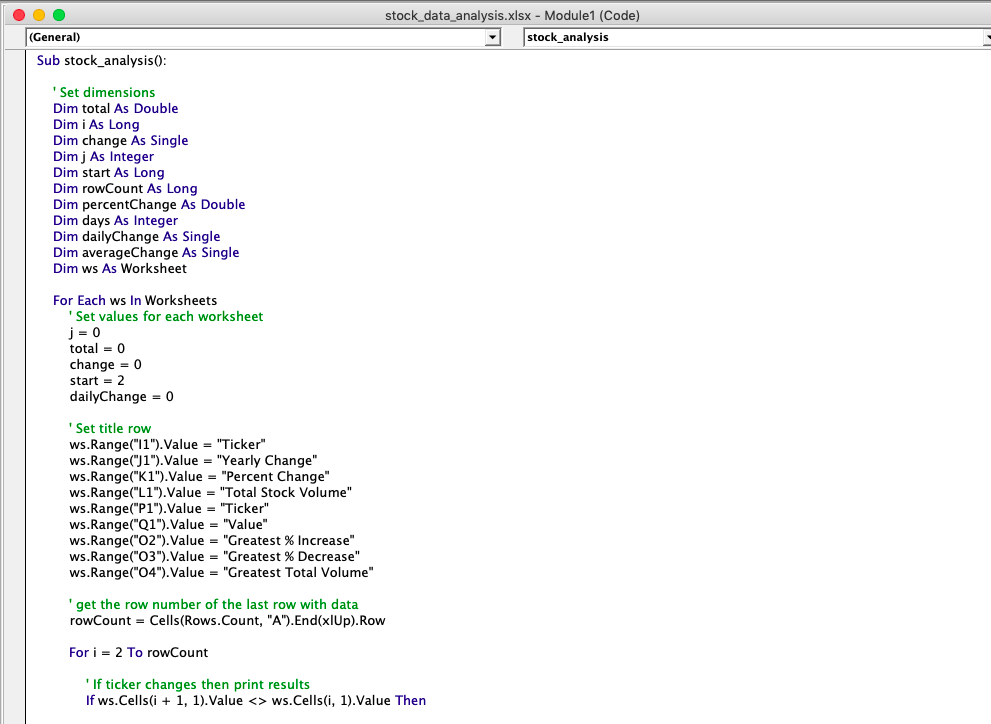 stock_data_analysis.xlsx - Module1 (Code)
(General) stock_analysis
Sub stock_analysis():
' Set dimensions
Dim total As Double
Dim i As Long
Dim change As Single
Dim j As Integer
Dim start As Long
Dim rowCount As Long
Dim percentChange As Double
Dim days As Integer
Dim dailyChange As Single
Dim averageChange As Single
Dim ws As Worksheet
For Each ws In Worksheets
' Set values for each worksheet
j = 0
total = 0
change = 0
start = 2
dailyChange = 0
' Set title row
ws.Range("I1").Value = "Ticker"
ws.Range("J1").Value = "Yearly Change"
ws.Range("K1").Value = "Percent Change"
ws.Range("L1").Value = "Total Stock Volume"
ws.Range("P1").Value = "Ticker"
ws.Range("Q1").Value = "Value"
ws.Range("O2").Value = "Greatest % Increase"
ws.Range("O3").Value = "Greatest % Decrease"
ws.Range("O4").Value = "Greatest Total Volume"
' get the row number of the last row with data
rowCount = Cells(Rows.Count, "A").End(xlUp).Row
For i = 2 To rowCount
' If ticker changes then print results
If ws.Cells(i + 1, 1).Value <> ws.Cells(i, 1).Value Then